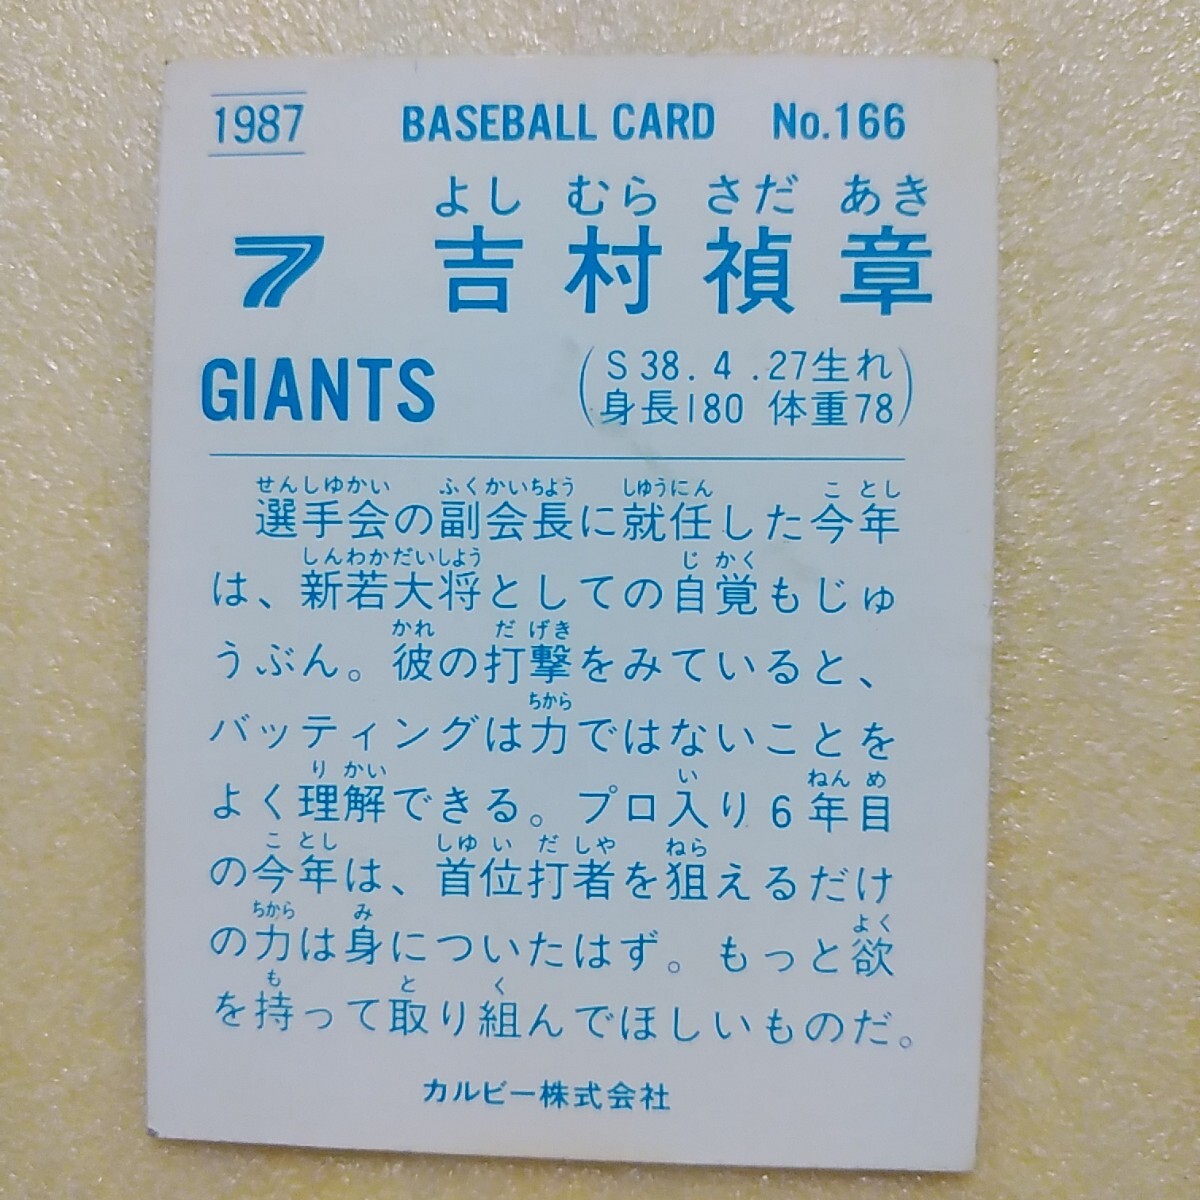 1987 BASEBALL CARD No.166
よし むら さだ あき
7 吉村禎章
GIANTS
(S38.4.27生れ
身長180 体重78)
せんしゆかい ふくかいちよう しゆうにん ことし
選手会の副会長に就任した今年
しんわかだいしよう じかく
は、新若大将としての自覚もじゅ
かれ だげき
うぶん。彼の打撃をみていると、
ちから
バッティングは力ではないことを
りかい い ねんめ
よく理解できる。プロ入り6年目
ことし しゆいだしや ねら
の今年は、首位打者を狙えるだけ
ちから み よく
の力は身についたはず。もっと欲
も と く
を持って取り組んでほしいものだ。
カルビー株式会社